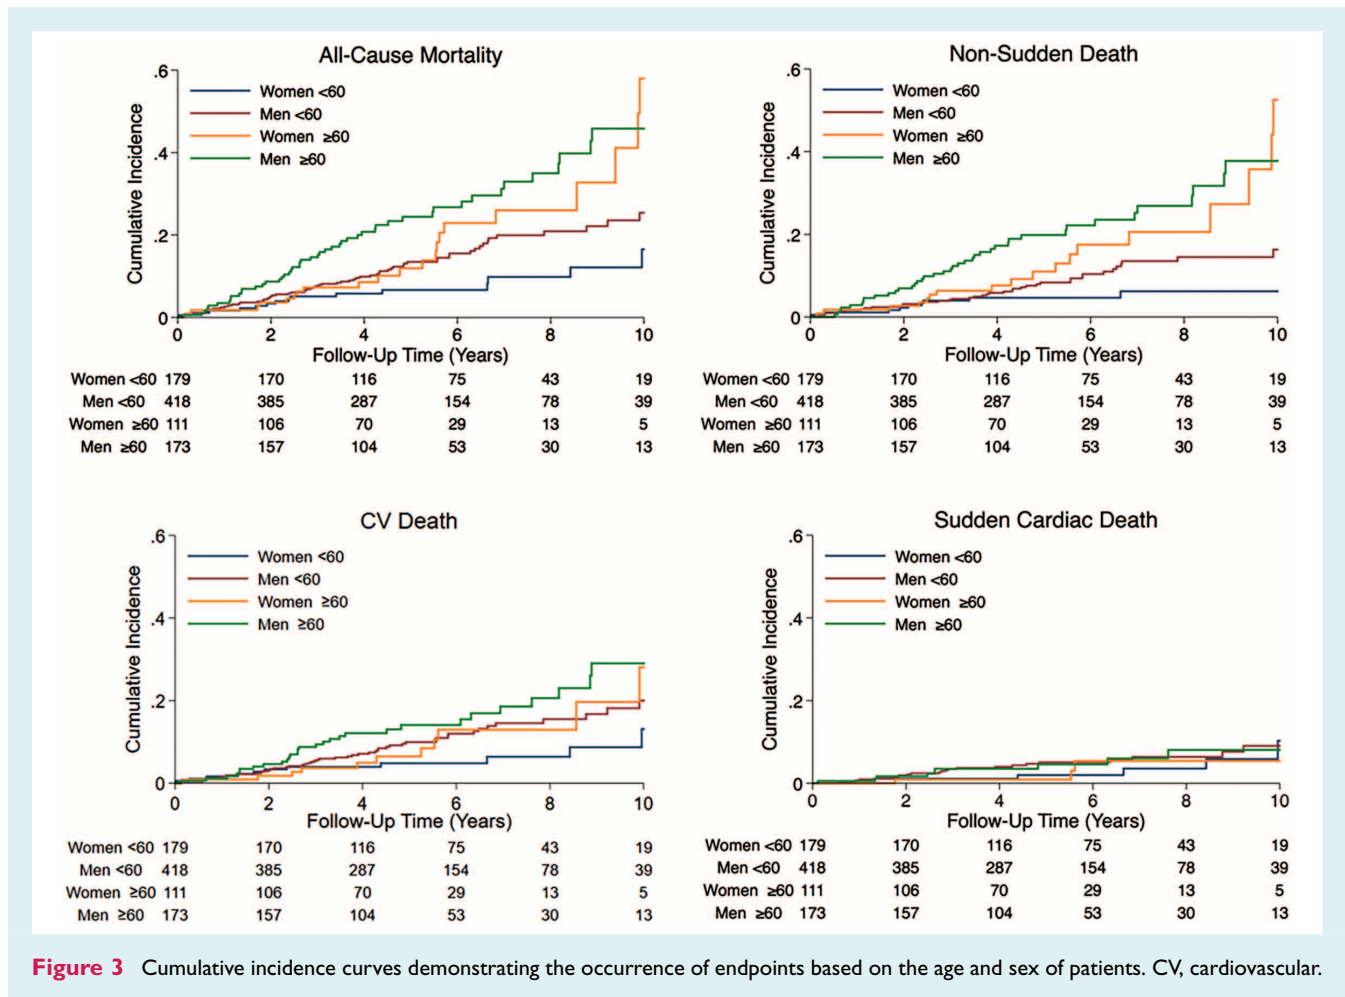 All-Cause Mortality
.6
.4
.2
0
Cumulative Incidence
Women <60
Men <60
Women ≥60
Men ≥60
0 2 4 6 8 10
Follow-Up Time (Years)
Women <60 179 170 116 75 43 19
Men <60 418 385 287 154 78 39
Women ≥60 111 106 70 29 13 5
Men ≥60 173 157 104 53 30 13
Non-Sudden Death
.6
.4
.2
0
Cumulative Incidence
Women <60
Men <60
Women ≥60
Men ≥60
0 2 4 6 8 10
Follow-Up Time (Years)
Women <60 179 170 116 75 43 19
Men <60 418 385 287 154 78 39
Women ≥60 111 106 70 29 13 5
Men ≥60 173 157 104 53 30 13
CV Death
.6
.4
.2
0
Cumulative Incidence
Women <60
Men <60
Women ≥60
Men ≥60
0 2 4 6 8 10
Follow-Up Time (Years)
Women <60 179 170 116 75 43 19
Men <60 418 385 287 154 78 39
Women ≥60 111 106 70 29 13 5
Men ≥60 173 157 104 53 30 13
Sudden Cardiac Death
.6
.4
.2
0
Cumulative Incidence
Women <60
Men <60
Women ≥60
Men ≥60
0 2 4 6 8 10
Follow-Up Time (Years)
Women <60 179 170 116 75 43 19
Men <60 418 385 287 154 78 39
Women ≥60 111 106 70 29 13 5
Men ≥60 173 157 104 53 30 13
Figure 3 Cumulative incidence curves demonstrating the occurrence of endpoints based on the age and sex of patients. CV, cardiovascular.